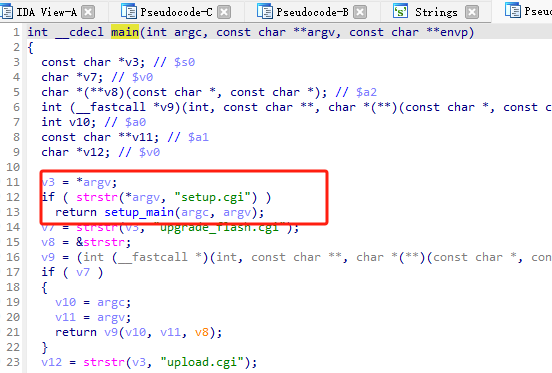 IDA View-A Pseudocode-C Pseudocode-B Strings
1 int __cdecl main(int argc, const char **argv, const char **envp)
2 {
3 const char *v3; // $s0
4 char *v7; // $v0
5 char *(**v8)(const char *, const char *); // $a2
6 int (__fastcall *v9)(int, const char **, char *(**)(const char *, const
7 int v10; // $a0
8 const char **v11; // $a1
9 char *v12; // $v0
10
11 v3 = *argv;
12 if ( strstr(*argv, "setup.cgi") )
13 return setup_main(argc, argv);
14 v7 = strstr(v3, "upgrade_flash.cgi");
15 v8 = &strstr;
16 v9 = (int (__fastcall *)(int, const char **, char *(**)(const char *,
17 if ( v7 )
18 {
19 v10 = argc;
20 v11 = argv;
21 return v9(v10, v11, v8);
22 }
23 v12 = strstr(v3, "upload.cgi");